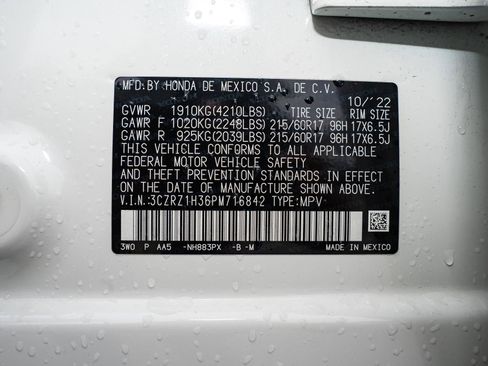 MFD.BY HONDA DE MEXICO S.A. DE C.V.
10/'22
GVWR 1910KG(4210LBS) TIRE SIZE RIM SIZE
GAWR F 1020KG(2248LBS) 215/60R17 96H 17X6.5J
GAWR R 925KG(2039LBS) 215/60R17 96H 17X6.5J
THIS VEHICLE CONFORMS TO ALL APPLICABLE
FEDERAL MOTOR VEHICLE SAFETY
AND THEFT PREVENTION STANDARDS IN EFFECT
ON THE DATE OF MANUFACTURE SHOWN ABOVE.
V.I.N.:3CZRZ1H36PM716842 TYPE:MPV
3W0 P AA5 -NH883PX -B -M MADE IN MEXICO